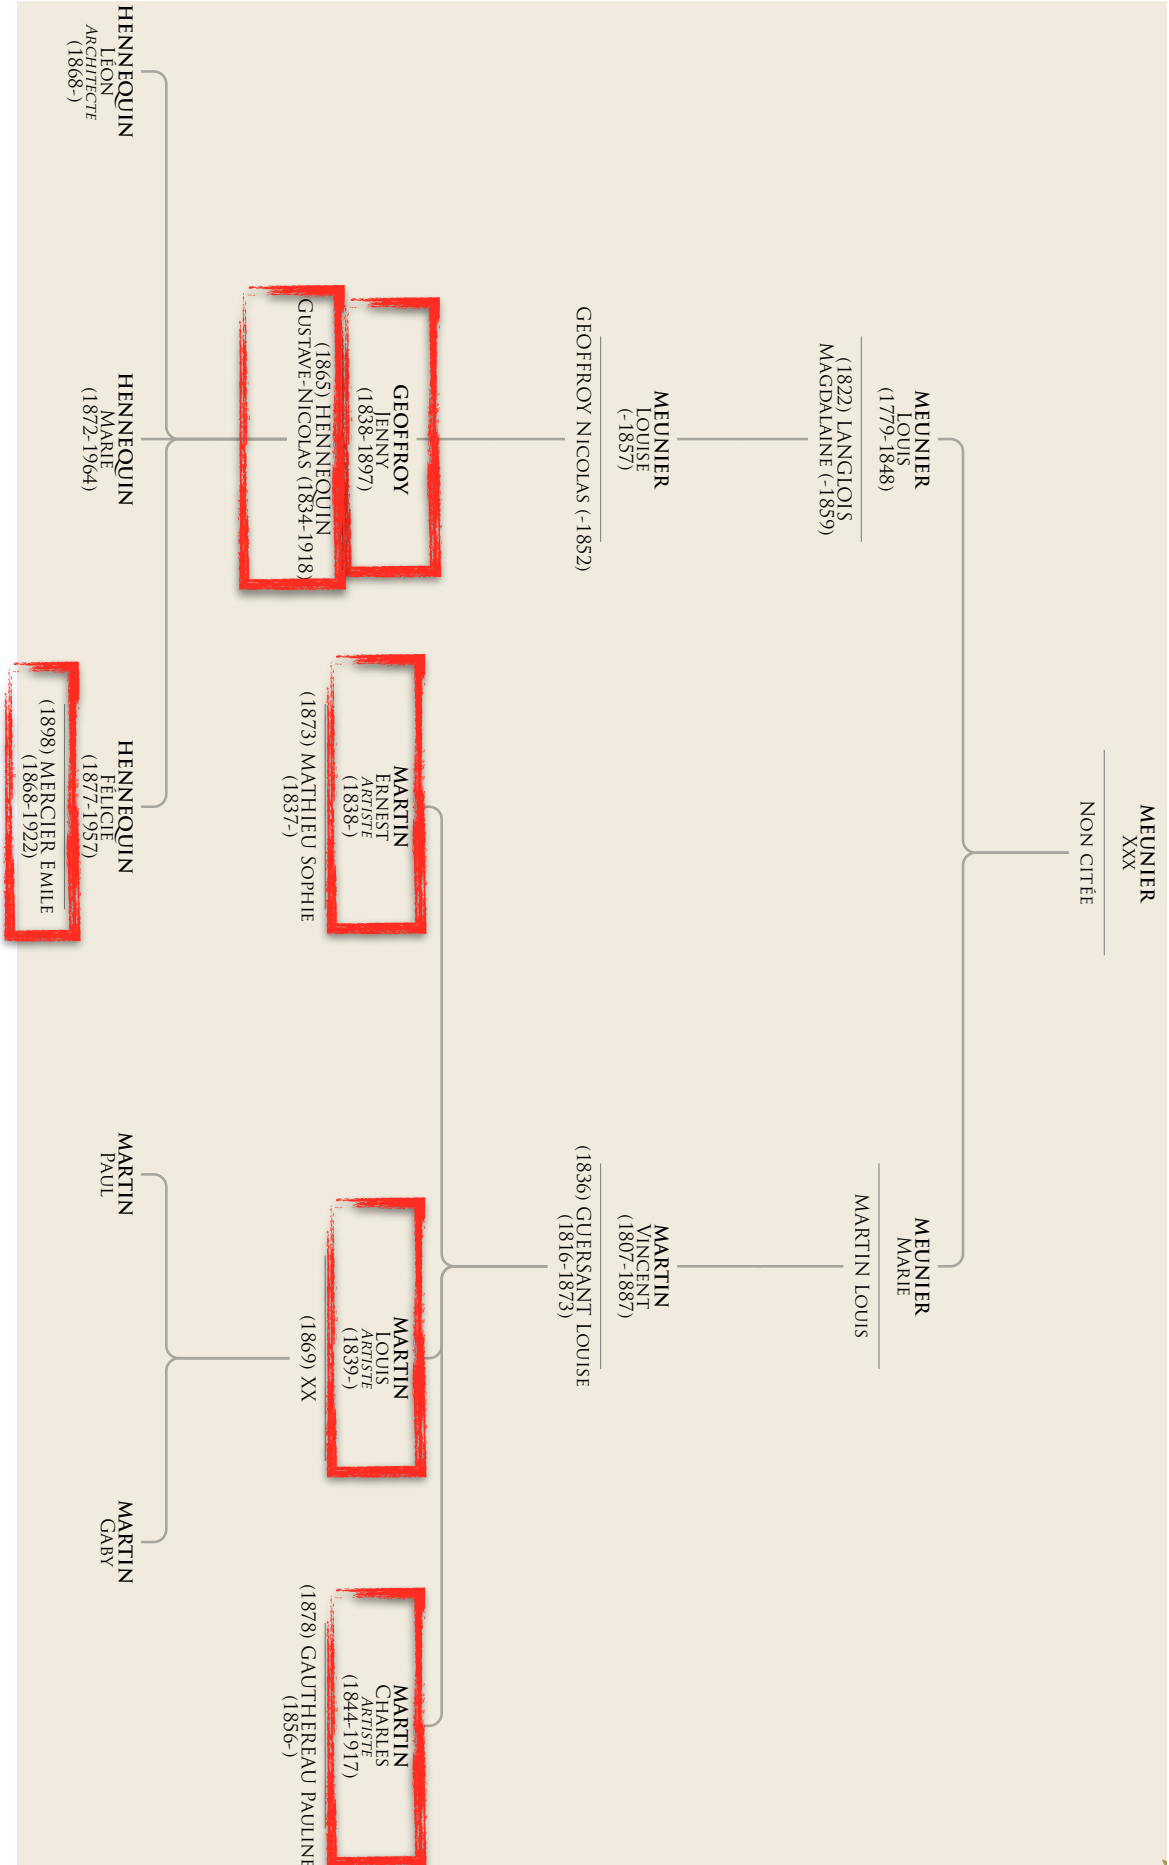 MEUNIER
XXX
NON CITÉE
MEUNIER
LOUIS
(1779-1848)
(1822) LANGLOIS
MAGDALAINE (-1859)
MEUNIER
MARIE
MARTIN LOUIS
MEUNIER
LOUISE
(-1857)
GEOFFROY NICOLAS (-1852)
MARTIN
VINCENT
(1807-1887)
(1836) GUERSANT LOUISE
(1816-1873)
GEOFFROY
JENNY
(1838-1897)
(1865) HENNEQUIN
GUSTAVE-NICOLAS (1834-1918)
MARTIN
ERNEST
ARTISTE
(1838-)
(1873) MATHIEU SOPHIE
(1837-)
MARTIN
LOUIS
ARTISTE
(1839-)
(1869) XX
MARTIN
CHARLES
ARTISTE
(1844-1917)
(1878) GAUTHEREAU PAULINE
(1856-)
HENNEQUIN
LÉON
ARCHITECTE
(1868-)
HENNEQUIN
MARIE
(1872-1964)
HENNEQUIN
FÉLICIE
(1877-1957)
(1898) MERCIER EMILE
(1868-1922)
MARTIN
PAUL
MARTIN
GABY